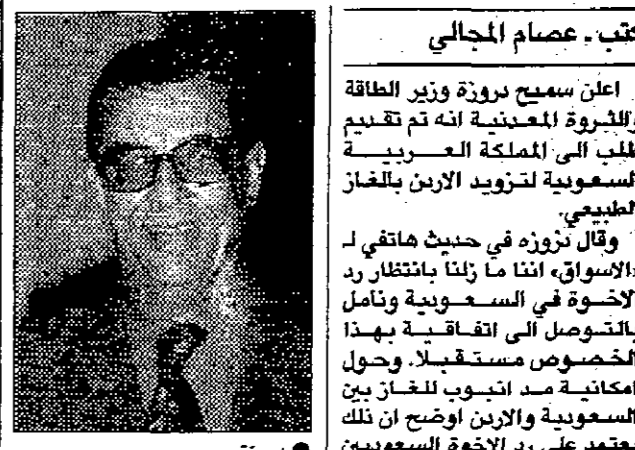 كتب ـ عصام المجالي
اعلن سميح دروزة وزير الطاقة
والثروة المعدنية انه تم تقديم
طلب الى المملكة العربية
السعودية لتزويد الاردن بالغاز
الطبيعي.
وقال دروزه في حديث هاتفي لـ
«الاسواق» اننا ما زلنا بانتظار رد
الاخوة في السعودية ونامل
بالتوصل الى اتفاقية بهذا
الخصوص مستقبلا. وحول
امكانية مد انبوب للغاز بين
السعودية والاردن اوضح ان ذلك
يعتمد على رد الاخوة السعوديين